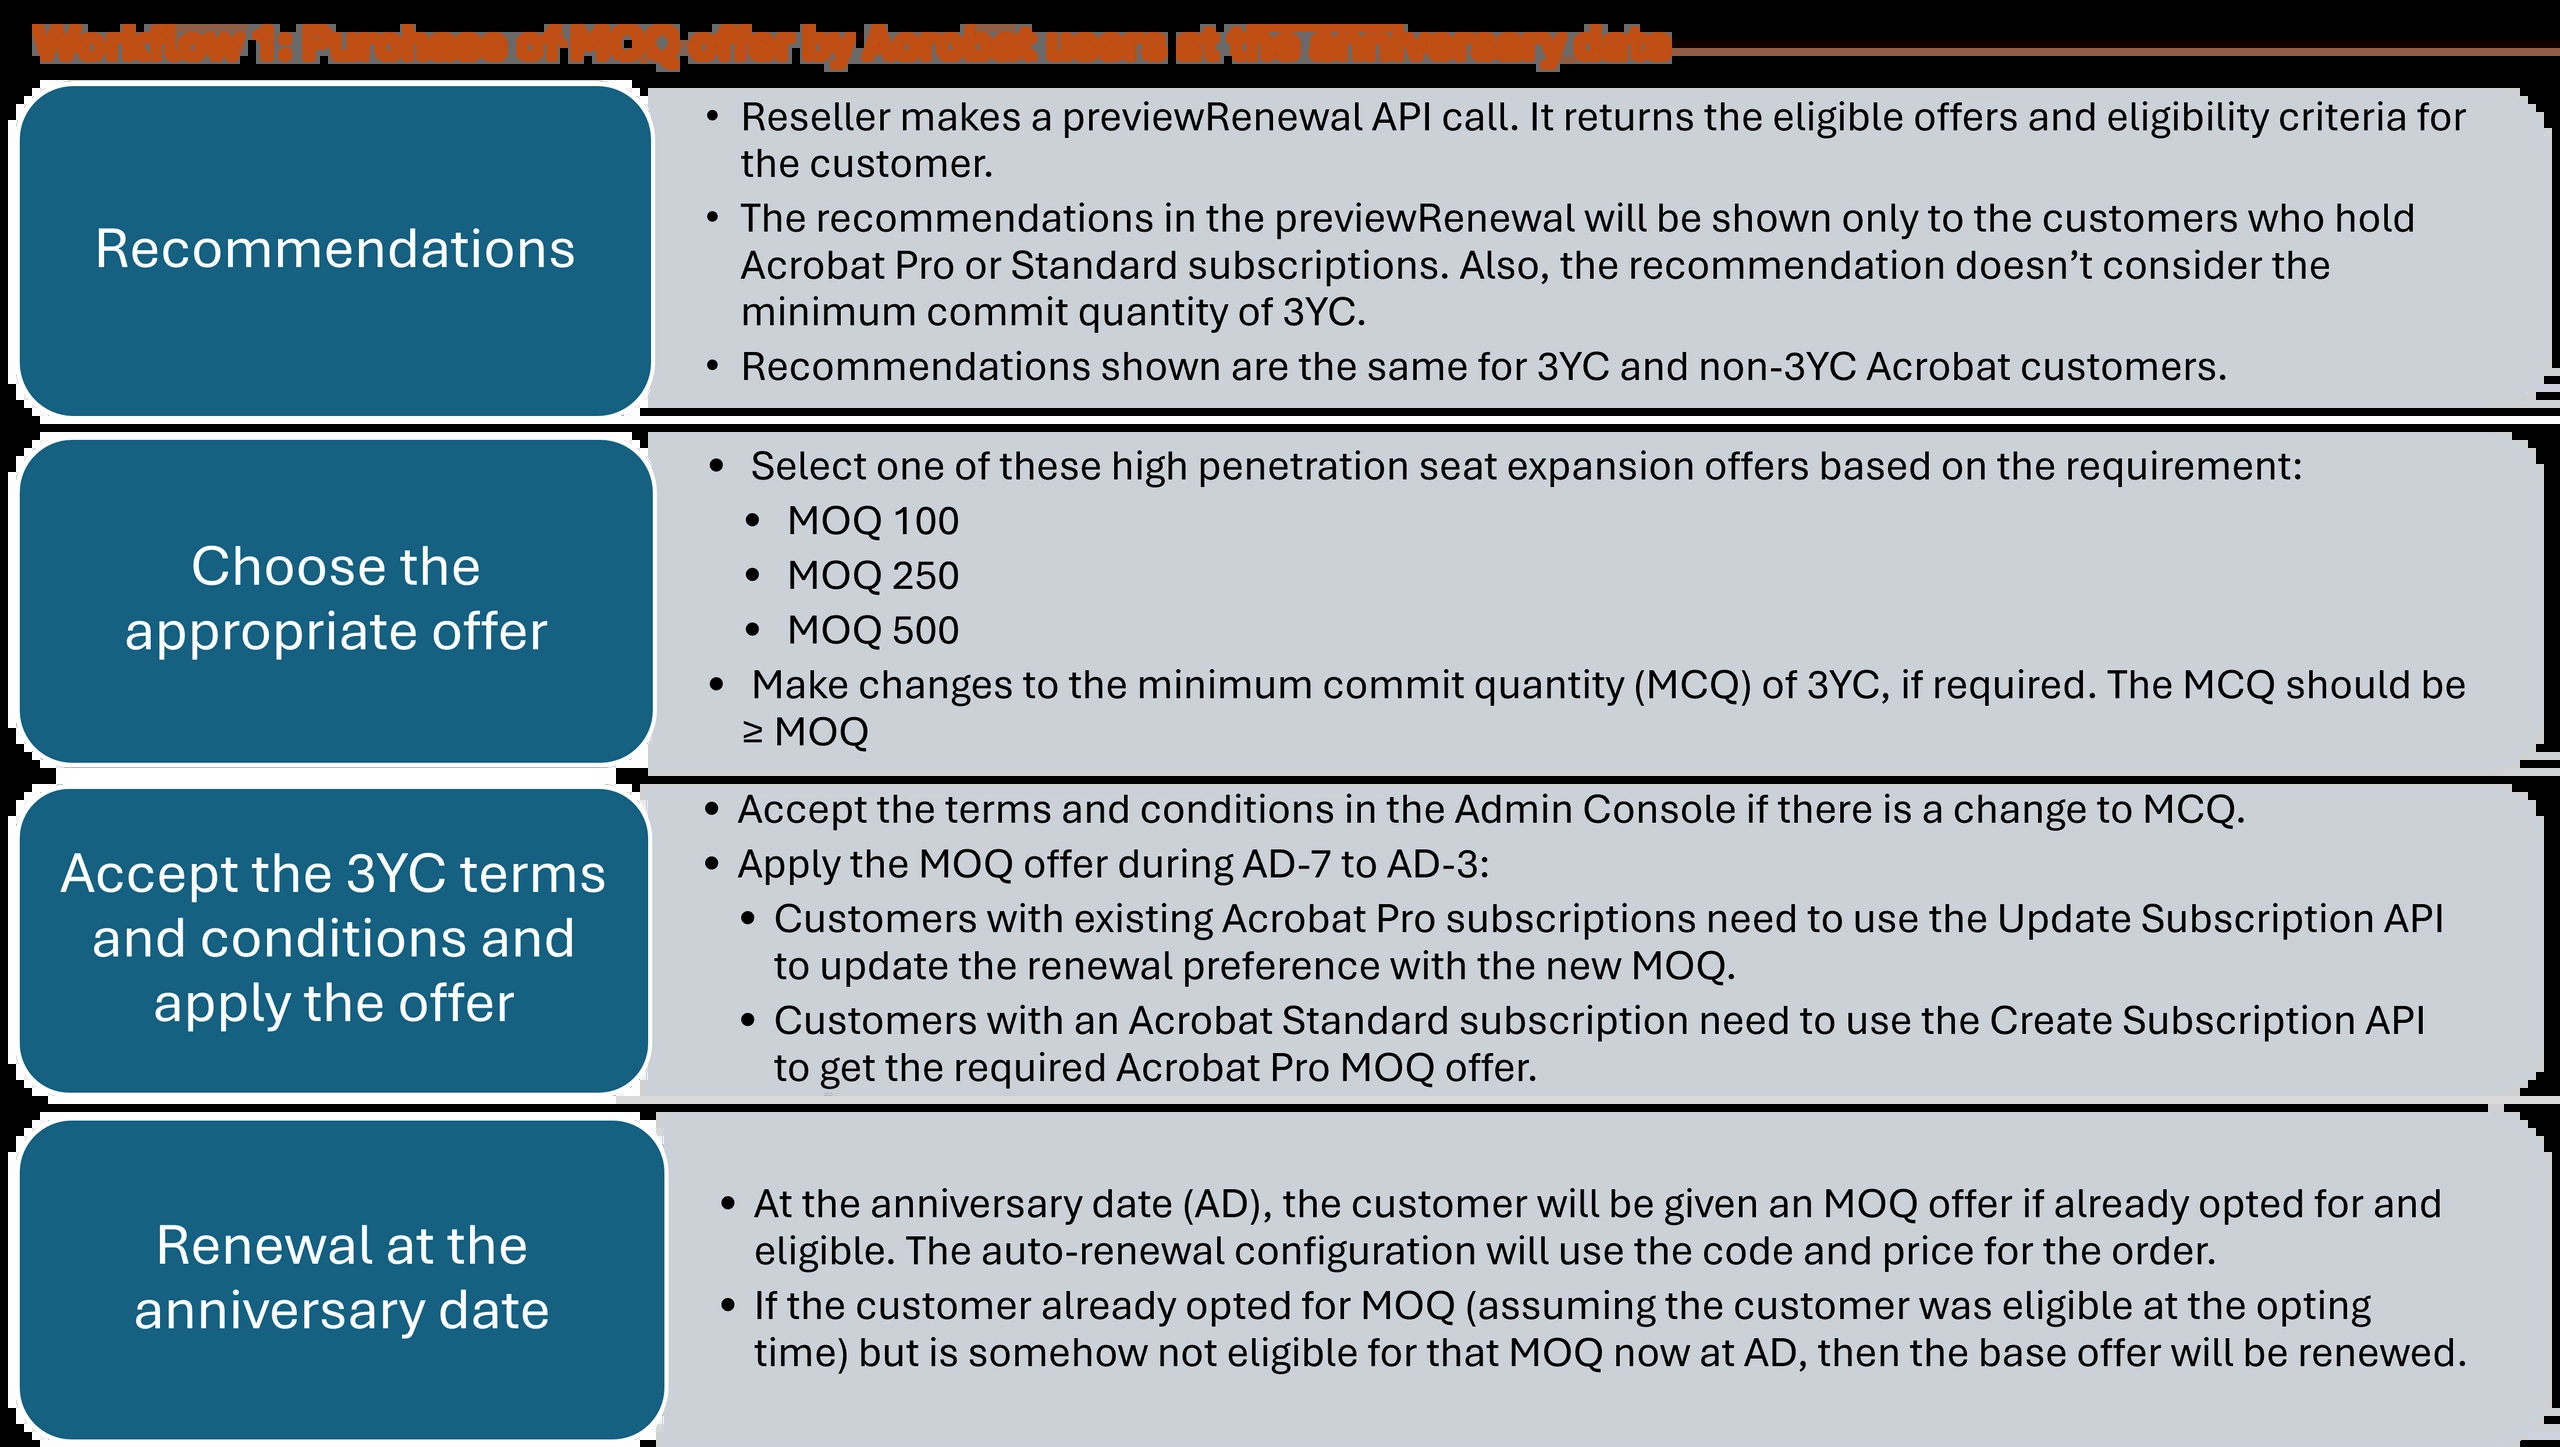 Workflow 1: Purchase of MOQ offer by Acrobat users at the anniversary date
Recommendations
• Reseller makes a previewRenewal API call. It returns the eligible offers and eligibility criteria for
the customer.
• The recommendations in the previewRenewal will be shown only to the customers who hold
Acrobat Pro or Standard subscriptions. Also, the recommendation doesn’t consider the
minimum commit quantity of 3YC.
• Recommendations shown are the same for 3YC and non-3YC Acrobat customers.
Choose the
appropriate offer
• Select one of these high penetration seat expansion offers based on the requirement:
• MOQ 100
• MOQ 250
• MOQ 500
• Make changes to the minimum commit quantity (MCQ) of 3YC, if required. The MCQ should be
≥ MOQ
Accept the 3YC terms
and conditions and
apply the offer
• Accept the terms and conditions in the Admin Console if there is a change to MCQ.
• Apply the MOQ offer during AD-7 to AD-3:
• Customers with existing Acrobat Pro subscriptions need to use the Update Subscription API
to update the renewal preference with the new MOQ.
• Customers with an Acrobat Standard subscription need to use the Create Subscription API
to get the required Acrobat Pro MOQ offer.
Renewal at the
anniversary date
• At the anniversary date (AD), the customer will be given an MOQ offer if already opted for and
eligible. The auto-renewal configuration will use the code and price for the order.
• If the customer already opted for MOQ (assuming the customer was eligible at the opting
time) but is somehow not eligible for that MOQ now at AD, then the base offer will be renewed.